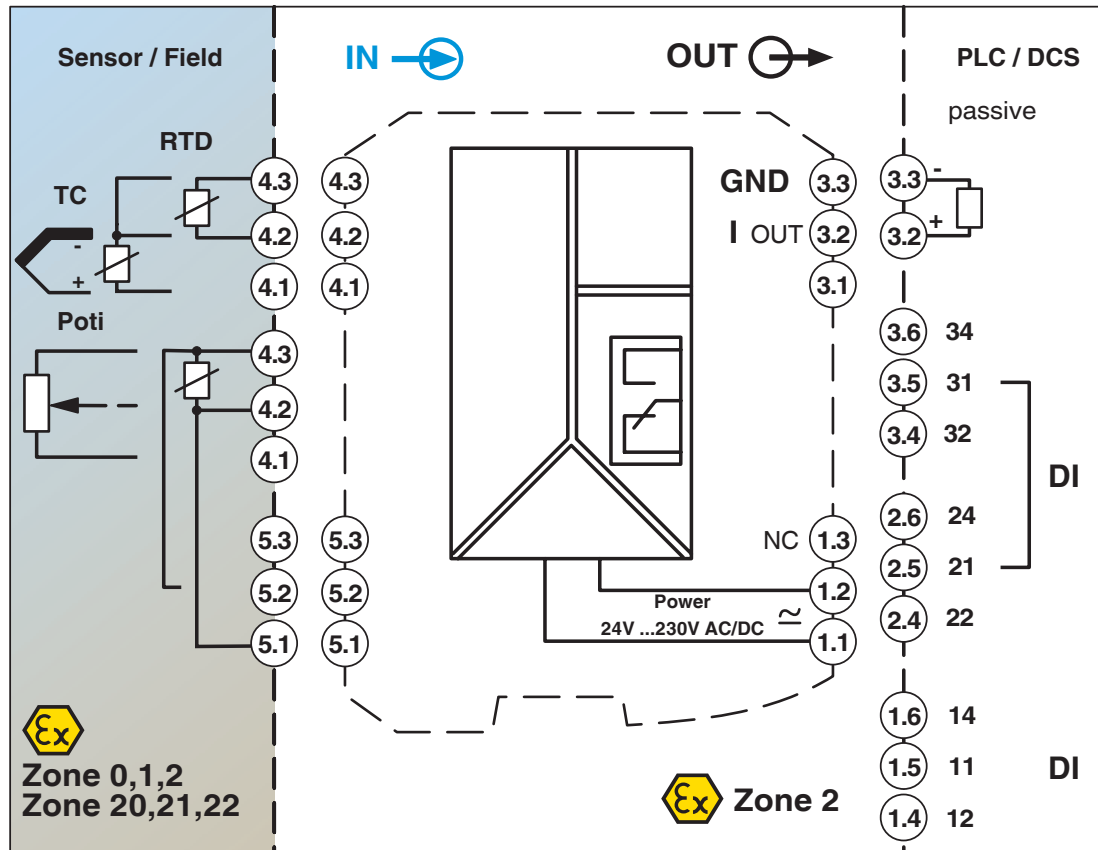 Sensor / Field
IN
OUT
PLC / DCS
passive
RTD
TC
-
+
4.3
4.2
4.1
4.3
4.2
4.1
GND
I OUT
3.3
3.2
3.1
3.3
-
3.2
+
Poti
4.3
4.2
4.1
5.3
5.2
5.1
5.3
5.2
5.1
NC
1.3
1.2
1.1
Power
24V ...230V AC/DC
≃
3.6 34
3.5 31
3.4 32
DI
2.6 24
2.5 21
2.4 22
1.6 14
1.5 11
DI
1.4 12
Ex
Zone 0,1,2
Zone 20,21,22
Ex
Zone 2